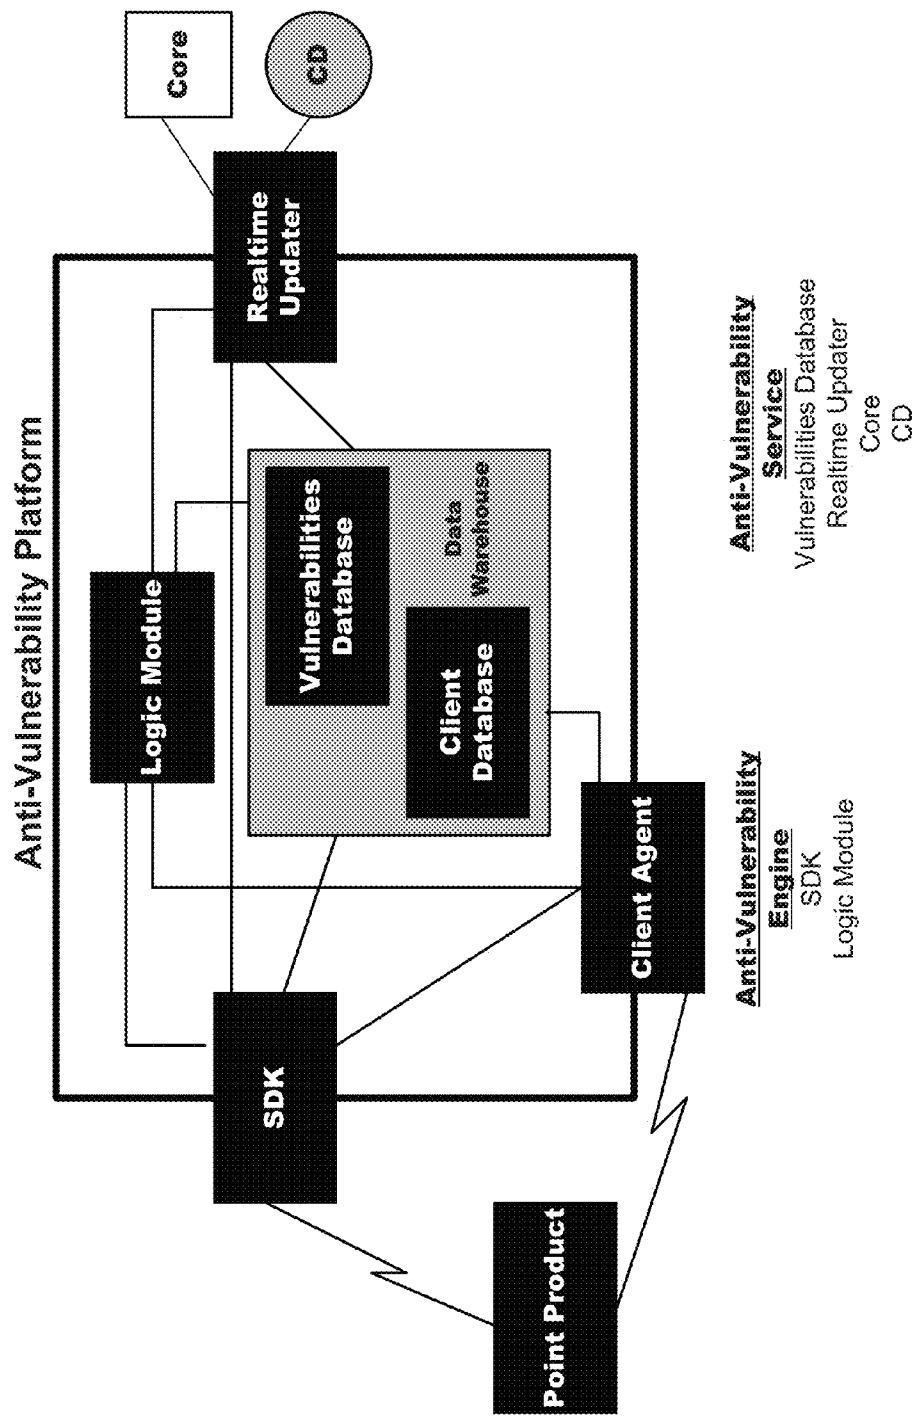 Anti-Vulnerability Platform
Core
CD
Realtime
Updater
Logic Module
Vulnerabilities
Database
Data
Warehouse
Client
Database
SDK
Client Agent
Point Product
Anti-Vulnerability
Engine
SDK
Logic Module
Anti-Vulnerability
Service
Vulnerabilities Database
Realtime Updater
Core
CD